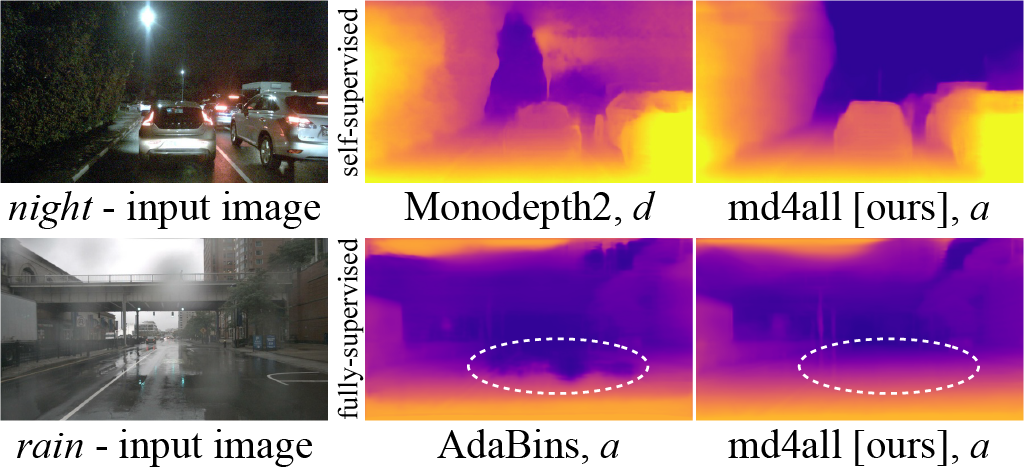 self-supervised
night - input image
Monodepth2, d
md4all [ours], a
fully-supervised
rain - input image
AdaBins, a
md4all [ours], a